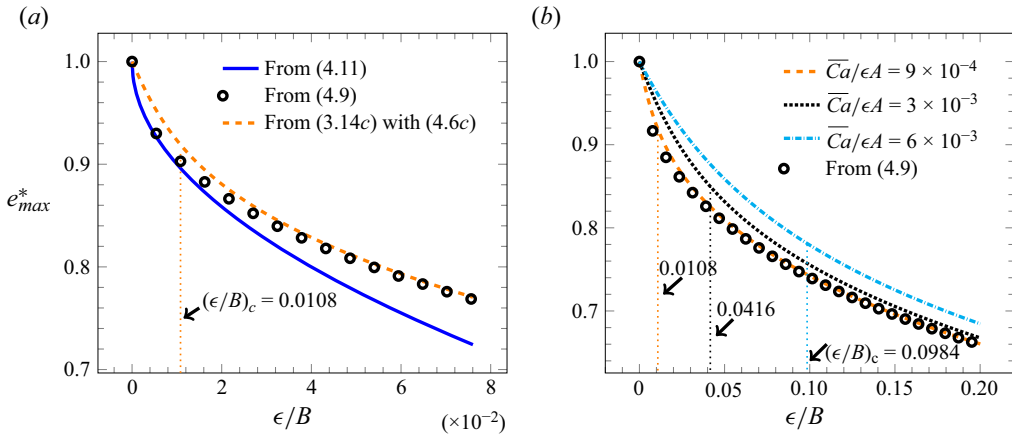 (a)
1.0
0.9
0.8
0.7
e*max
From (4.11)
From (4.9)
From (3.14c) with (4.6c)
(ϵ/B)c = 0.0108
0
2
4
6
8
ϵ/B
(×10−2)
(b)
1.0
0.9
0.8
0.7
C̅a̅/ϵA = 9 × 10−4
C̅a̅/ϵA = 3 × 10−3
C̅a̅/ϵA = 6 × 10−3
From (4.9)
0.0108
0.0416
(ϵ/B)c = 0.0984
0
0.05
0.10
0.15
0.20
ϵ/B